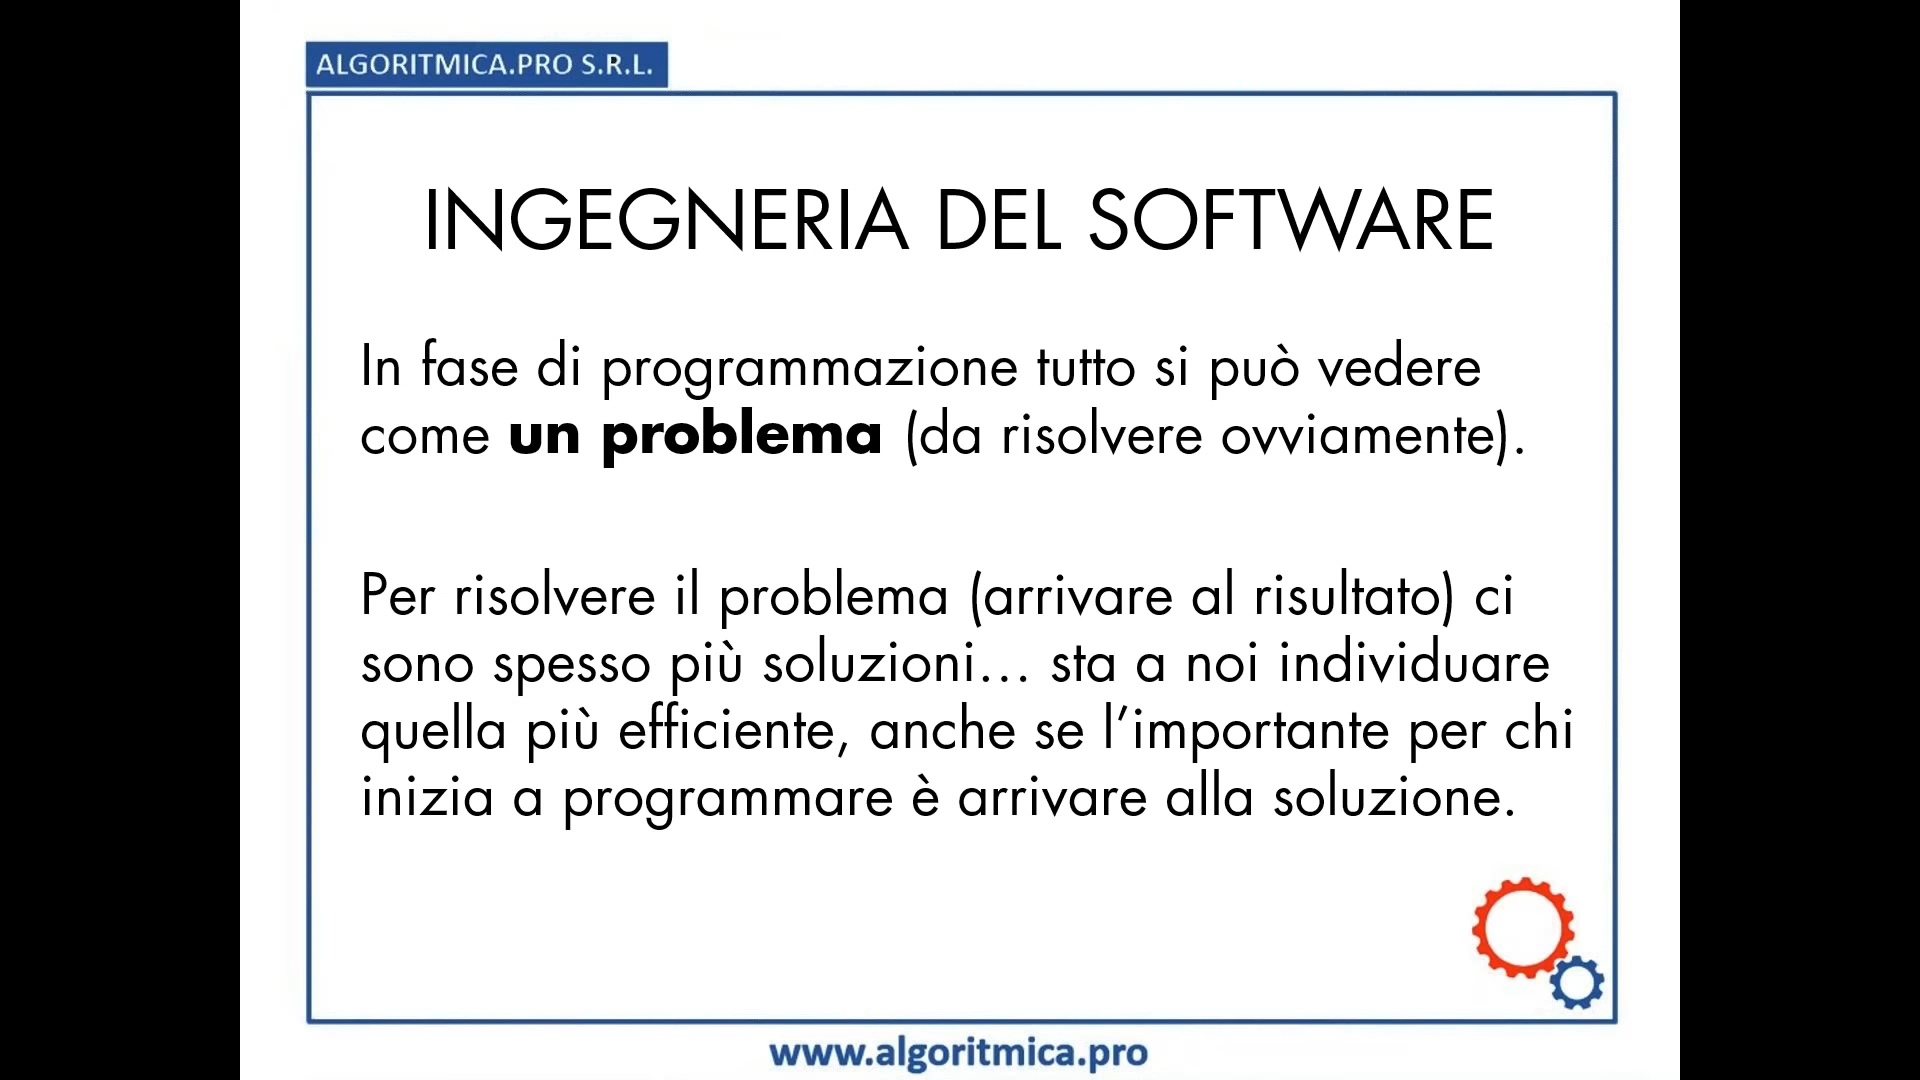 ALGORITMICA.PRO S.R.L.
INGEGNERIA DEL SOFTWARE
In fase di programmazione tutto si può vedere
come un problema (da risolvere ovviamente).
Per risolvere il problema (arrivare al risultato) ci
sono spesso più soluzioni… sta a noi individuare
quella più efficiente, anche se l’importante per chi
inizia a programmare è arrivare alla soluzione.
www.algoritmica.pro